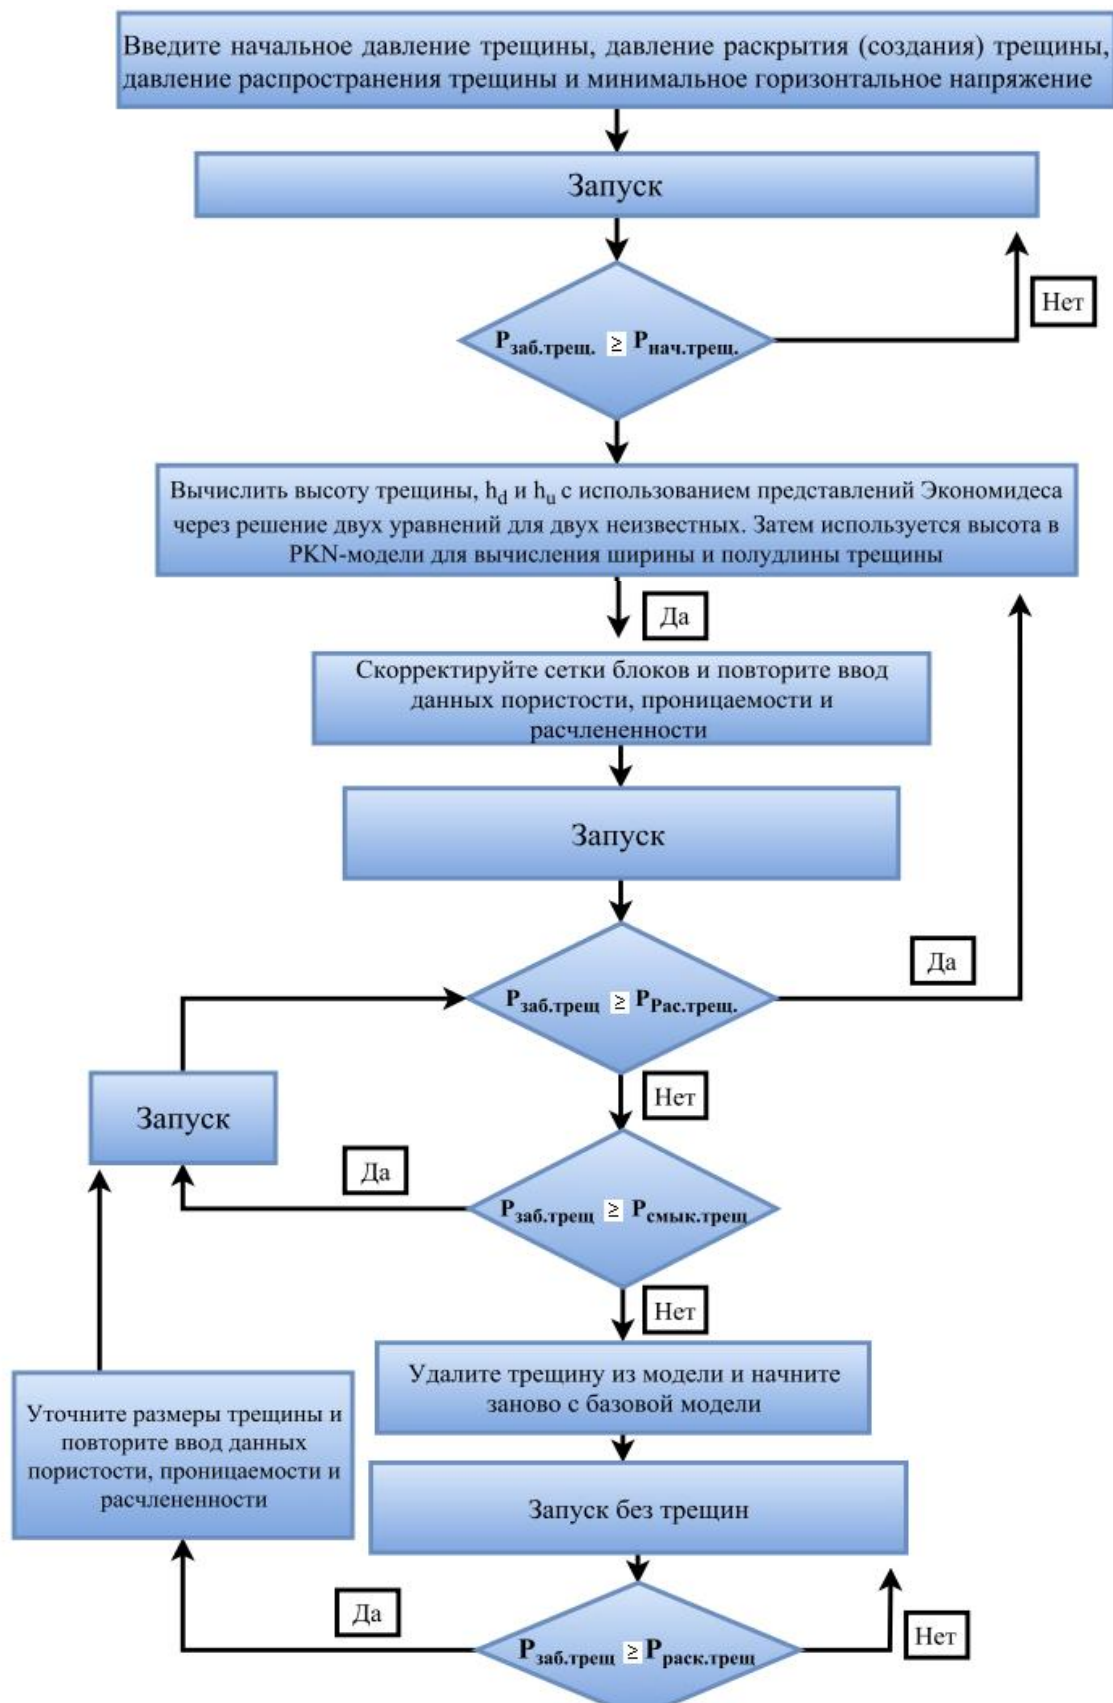 Введите начальное давление трещины, давление раскрытия (создания) трещины,
давление распространения трещины и минимальное горизонтальное напряжение
Запуск
Нет
Pзаб.трещ. ≥ Pнач.трещ.
Вычислить высоту трещины, hd и hu с использованием представлений Экономидеса
через решение двух уравнений для двух неизвестных. Затем используется высота в
PKN-модели для вычисления ширины и полудлины трещины
Да
Скорректируйте сетки блоков и повторите ввод
данных пористости, проницаемости и
расчлененности
Запуск
Да
Pзаб.трещ ≥ PРас.трещ.
Нет
Запуск
Да
Pзаб.трещ ≥ Pсмык.трещ
Нет
Удалите трещину из модели и начните
заново с базовой модели
Уточните размеры трещины и
повторите ввод данных
пористости, проницаемости и
расчлененности
Запуск без трещин
Да
Нет
Pзаб.трещ ≥ Pраск.трещ